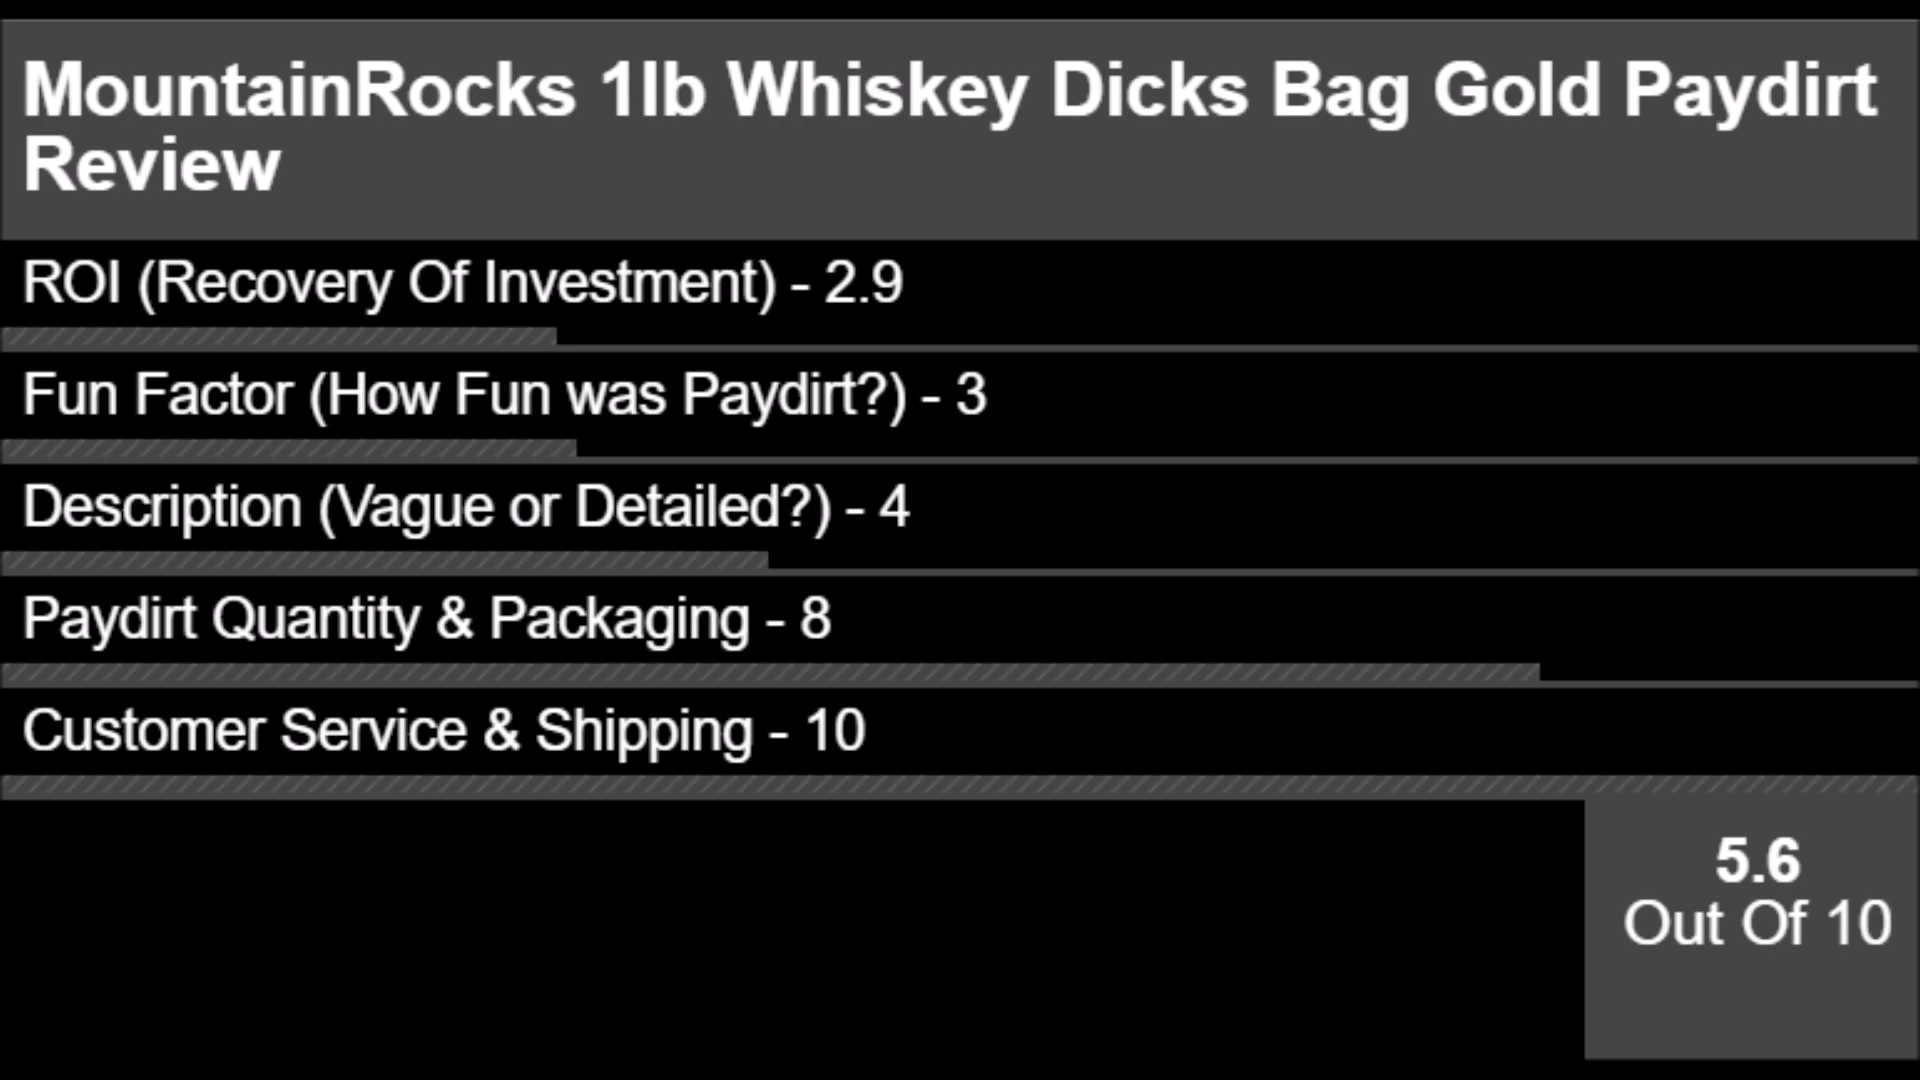 MountainRocks 1lb Whiskey Dicks Bag Gold Paydirt
Review
ROI (Recovery Of Investment) - 2.9
Fun Factor (How Fun was Paydirt?) - 3
Description (Vague or Detailed?) - 4
Paydirt Quantity & Packaging - 8
Customer Service & Shipping - 10
5.6
Out Of 10